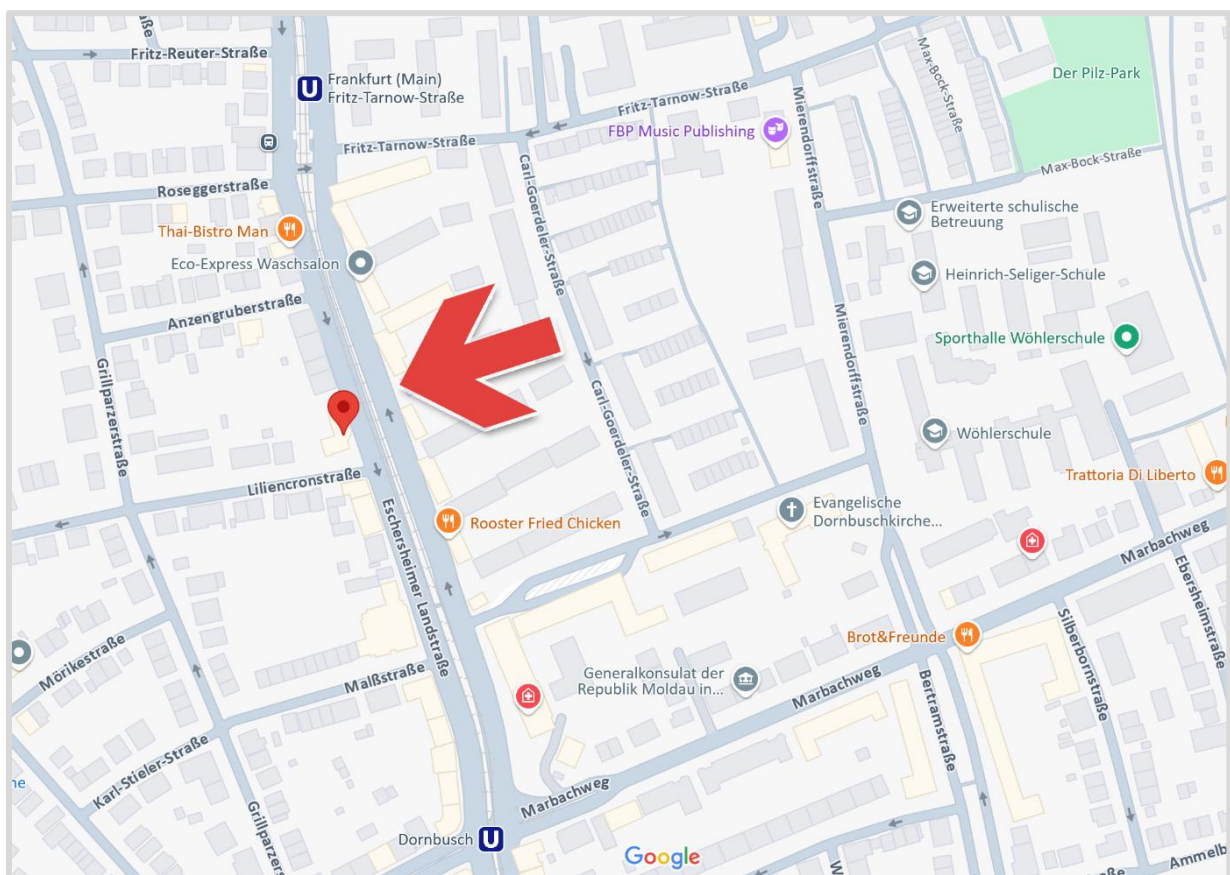 Fritz-Reuter-Straße
Frankfurt (Main)
Fritz-Tarnow-Straße
Fritz-Tarnow-Straße
Fritz-Tarnow-Straße
FBP Music Publishing
Max-Bock-Straße
Der Pilz-Park
Max-Bock-Straße
Mierendorffstraße
Roseggerstraße
Thai-Bistro Man
Eco-Express Waschsalon
Carl-Goerdeler-Straße
Erweiterte schulische
Betreuung
Heinrich-Seliger-Schule
Anzengruberstraße
Sporthalle Wöhlerschule
Mierendorffstraße
Grillparzerstraße
Carl-Goerdeler-Straße
Wöhlerschule
Liliencronstraße
Trattoria Di Liberto
Rooster Fried Chicken
Evangelische
Dornbuschkirche...
Eschersheimer Landstraße
Marbachweg
Ebersheimstraße
Mörikestraße
Brot&Freunde
Silberbornstraße
Malßstraße
Generalkonsulat der
Republik Moldau in...
Marbachweg
Bertramstraße
Karl-Stieler-Straße
Grillparzers
Marbachweg
ne
Dornbusch
Google
W
Ammelb